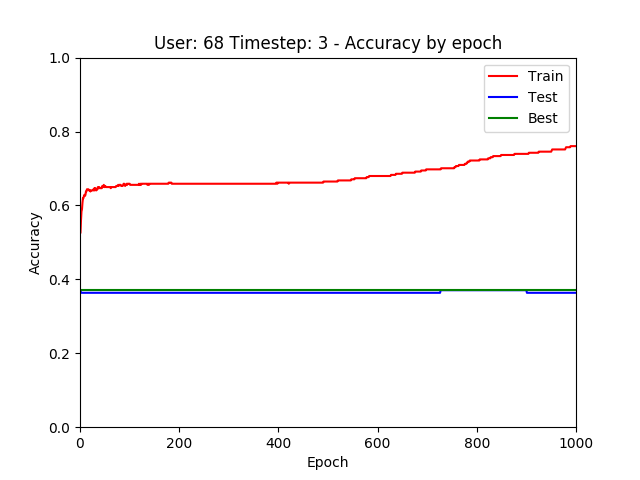 User: 68 Timestep: 3 - Accuracy by epoch
1.0
0.8
0.6
0.4
0.2
0.0
Accuracy
Train
Test
Best
0 200 400 600 800 1000
Epoch